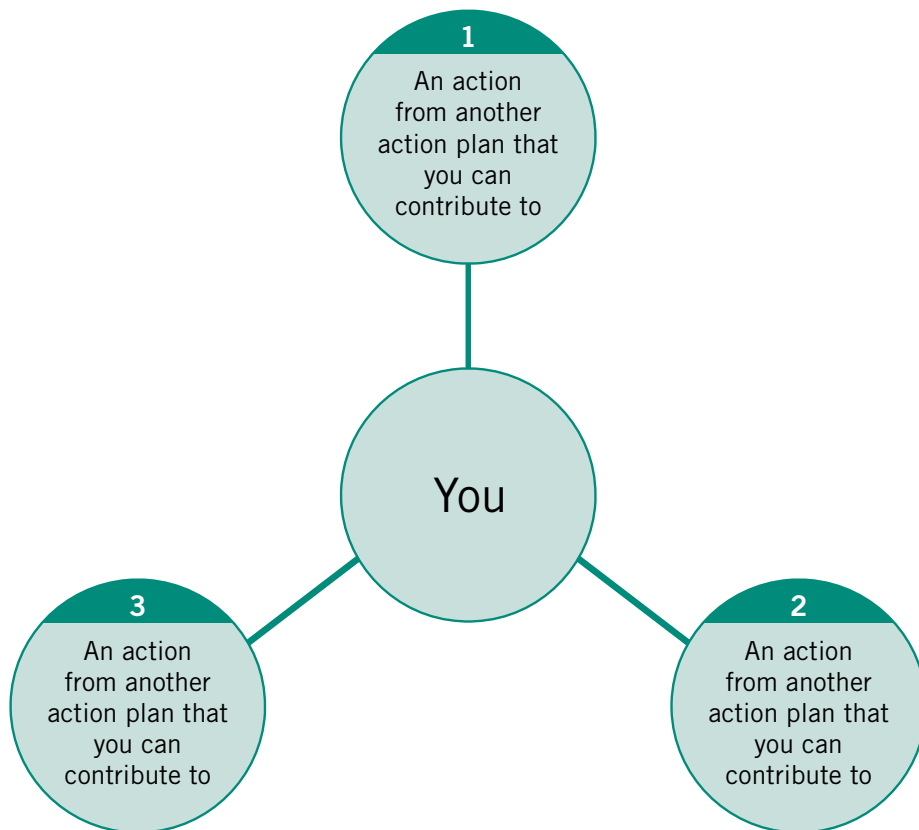 1
An action
from another
action plan that
you can
contribute to
You
3
An action
from another
action plan that
you can
contribute to
2
An action
from another
action plan that
you can
contribute to